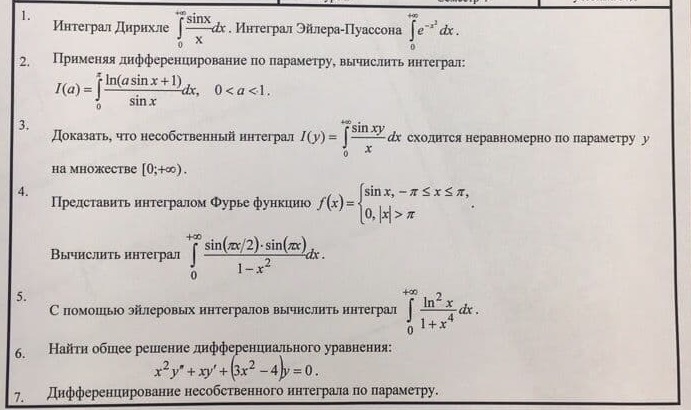 1. Интеграл Дирихле \int_0^{+\infty} \frac{\sin x}{x} dx. Интеграл Эйлера-Пуассона \int_0^{+\infty} e^{-x^2} dx.
2. Применяя дифференцирование по параметру, вычислить интеграл:
I(a) = \int_0^{\pi} \frac{\ln(a \sin x + 1)}{\sin x} dx, 0 < a < 1.
3. Доказать, что несобственный интеграл I(y) = \int_0^{+\infty} \frac{\sin xy}{x} dx сходится неравномерно по параметру y
на множестве [0;+∞).
4. Представить интегралом Фурье функцию f(x) = \begin{cases} \sin x, -\pi \le x \le \pi, \\ 0, |x| > \pi \end{cases}.
Вычислить интеграл \int_0^{+\infty} \frac{\sin(\pi x/2) \cdot \sin(\pi x)}{1 - x^2} dx.
5. С помощью эйлеровых интегралов вычислить интеграл \int_0^{+\infty} \frac{\ln^2 x}{1 + x^4} dx.
6. Найти общее решение дифференциального уравнения:
x^2 y'' + xy' + (3x^2 - 4)y = 0.
7. Дифференцирование несобственного интеграла по параметру.